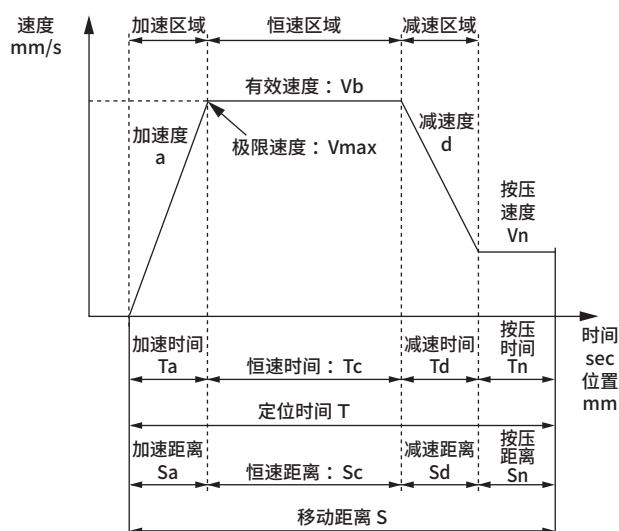 速度
mm/s
加速区域
恒速区域
减速区域
有效速度：Vb
加速度
a
极限速度：Vmax
减速度
d
按压
速度
Vn
加速时间
Ta
恒速时间：Tc
减速时间
Td
按压
时间
Tn
时间
sec
位置
mm
定位时间 T
加速距离
Sa
恒速距离：Sc
减速距离
Sd
按压
距离
Sn
移动距离 S